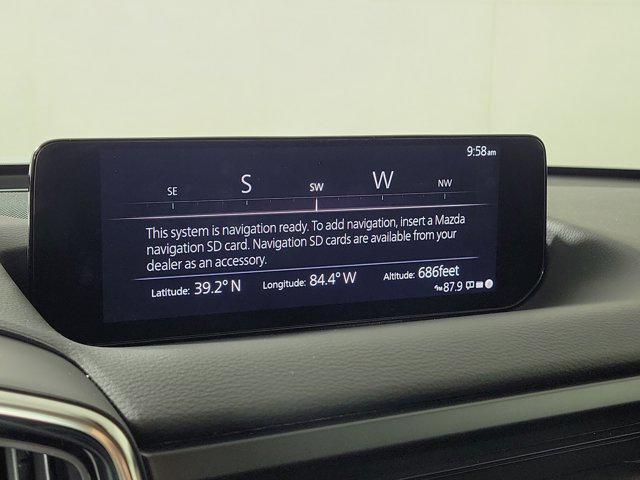 9:58am
SE S SW W NW
This system is navigation ready. To add navigation, insert a Mazda
navigation SD card. Navigation SD cards are available from your
dealer as an accessory.
Latitude: 39.2° N Longitude: 84.4° W Altitude: 686feet
87.9